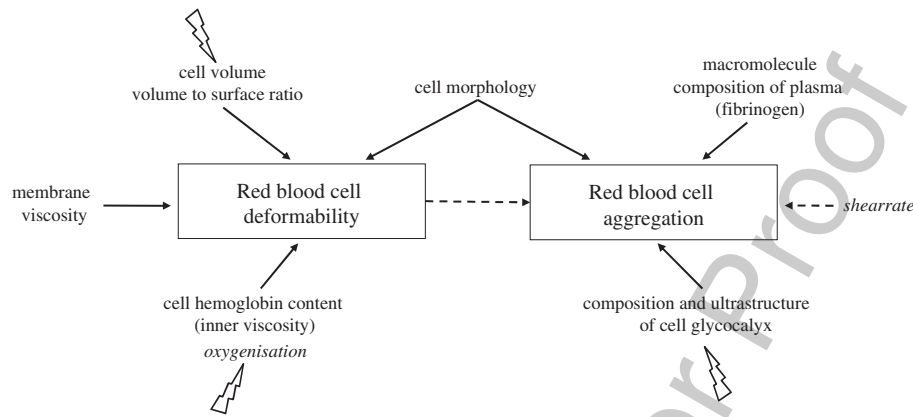 cell volume
volume to surface ratio
cell morphology
macromolecule
composition of plasma
(fibrinogen)
membrane
viscosity
Red blood cell
deformability
Red blood cell
aggregation
shearrate
cell hemoglobin content
(inner viscosity)
oxygenisation
composition and ultrastructure
of cell glycocalyx
Proof